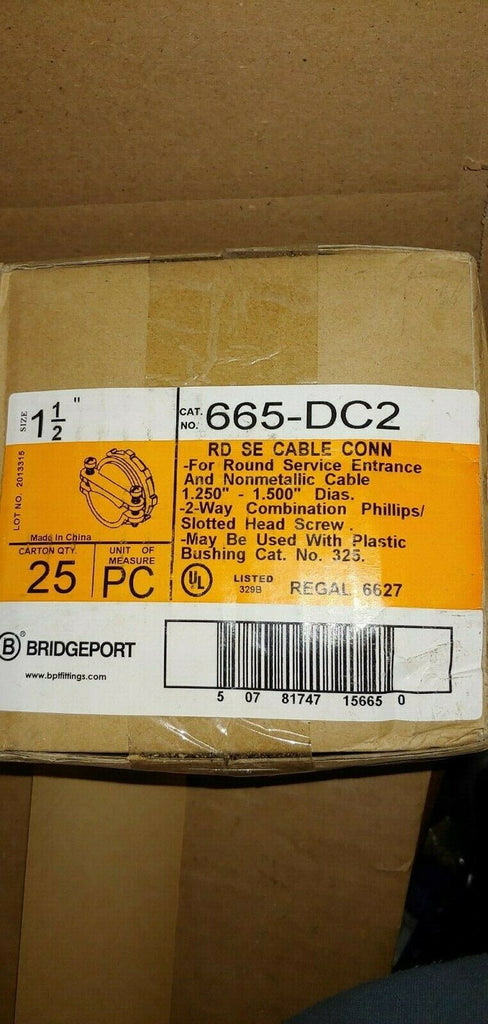 SIZE 1 1/2 "
CAT. NO. 665-DC2
LOT NO. 2013315
RD SE CABLE CONN
-For Round Service Entrance
And Nonmetallic Cable
1.250" - 1.500" Dias.
-2-Way Combination Phillips/
Slotted Head Screw .
-May Be Used With Plastic
Bushing Cat. No. 325.
Made in China
CARTON QTY.
25
UNIT OF
MEASURE
PC
UL
LISTED
329B
REGAL 6627
B ® BRIDGEPORT
www.bptfittings.com
5 07 81747 15665 0